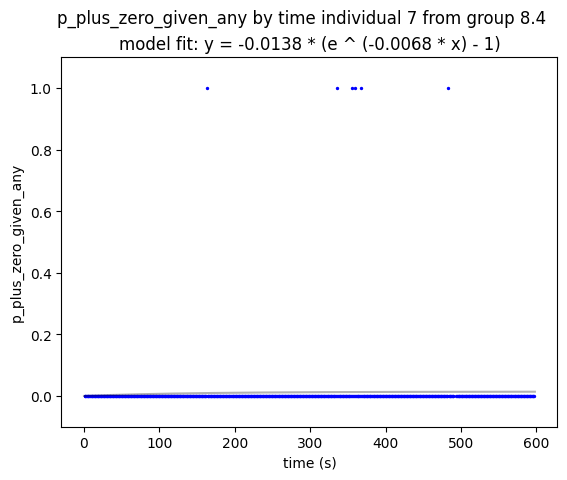 p_plus_zero_given_any by time individual 7 from group 8.4
model fit: y = -0.0138 * (e ^ (-0.0068 * x) - 1)
p_plus_zero_given_any
1.0
0.8
0.6
0.4
0.2
0.0
0 100 200 300 400 500 600
time (s)